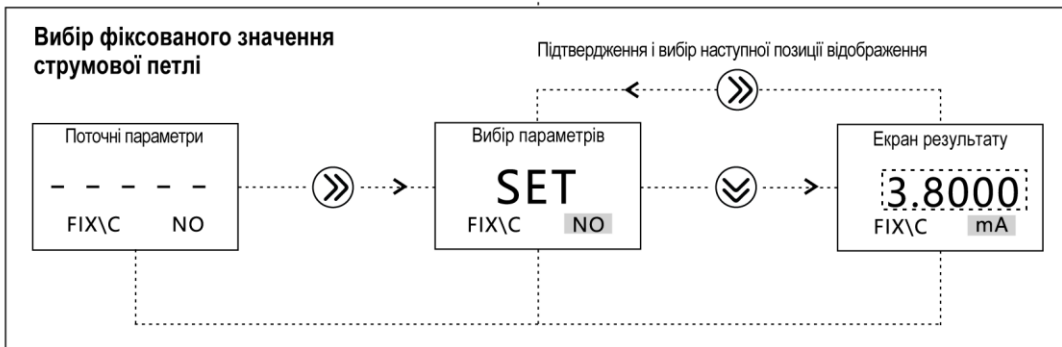 Вибір фіксованого значення
струмової петлі
Підтвердження і вибір наступної позиції відображення
Поточні параметри
- - - - -
FIX\C NO
Вибір параметрів
SET
FIX\C NO
Екран результату
3.8000
FIX\C mA